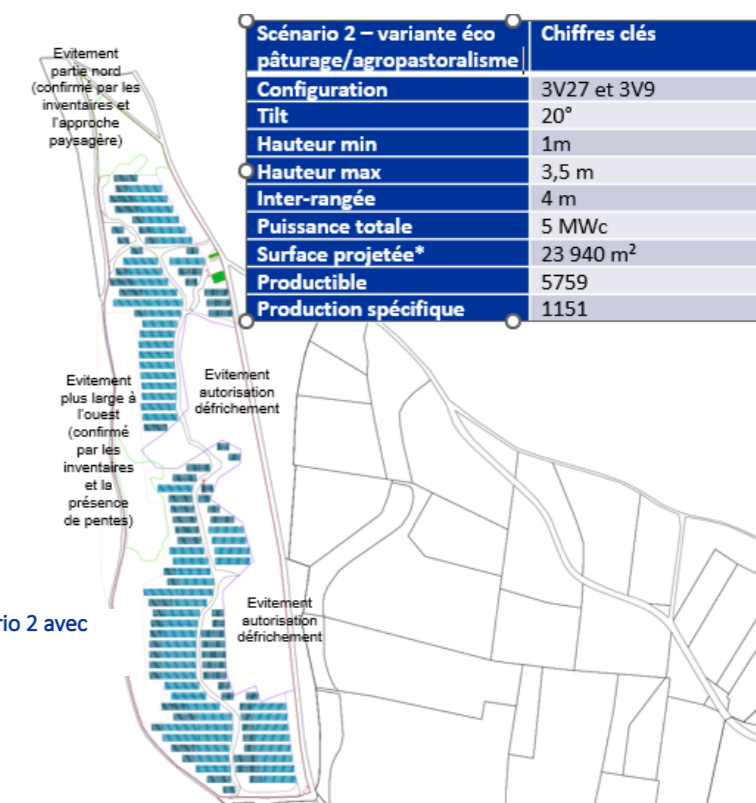 Scénario 2 – variante éco Chiffres clés
pâturage/agropastoralisme
Configuration 3V27 et 3V9
Tilt 20°
Hauteur min 1m
Hauteur max 3,5 m
Inter-rangée 4 m
Puissance totale 5 MWc
Surface projetée* 23 940 m²
Productible 5759
Production spécifique 1151
Evitement
partie nord
(confirmé par les
inventaires et
l'approche
paysagère)
Evitement
autorisation
défrichement
Evitement
plus large à
l'ouest
(confirmé
par les
inventaires
et la
présence
de pentes)
Evitement
autorisation
défrichement
rio 2 avec